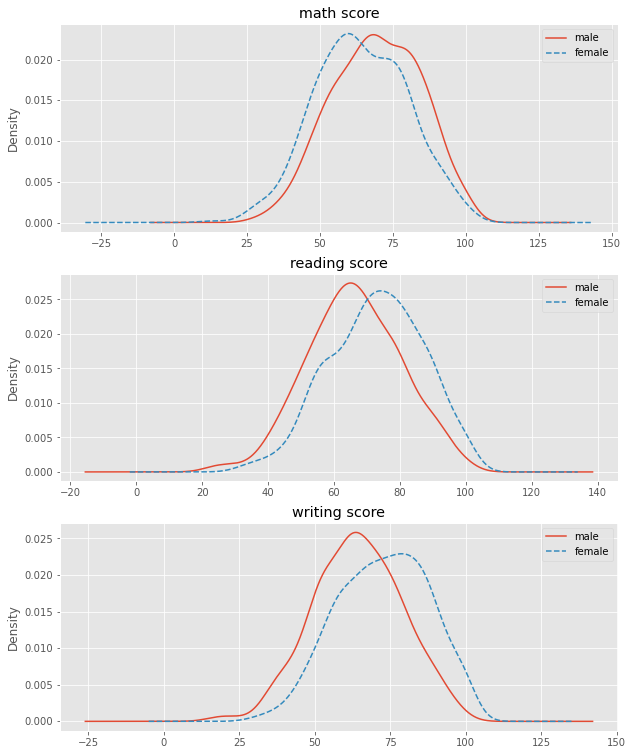 math score
male
female
Density
0.020
0.015
0.010
0.005
0.000
−25 0 25 50 75 100 125 150
reading score
male
female
Density
0.025
0.020
0.015
0.010
0.005
0.000
−20 0 20 40 60 80 100 120 140
writing score
male
female
Density
0.025
0.020
0.015
0.010
0.005
0.000
−25 0 25 50 75 100 125 150